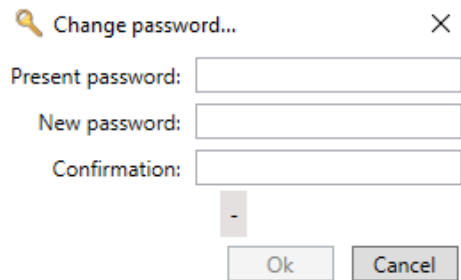 Change password...
Present password:
New password:
Confirmation:
-
Ok Cancel